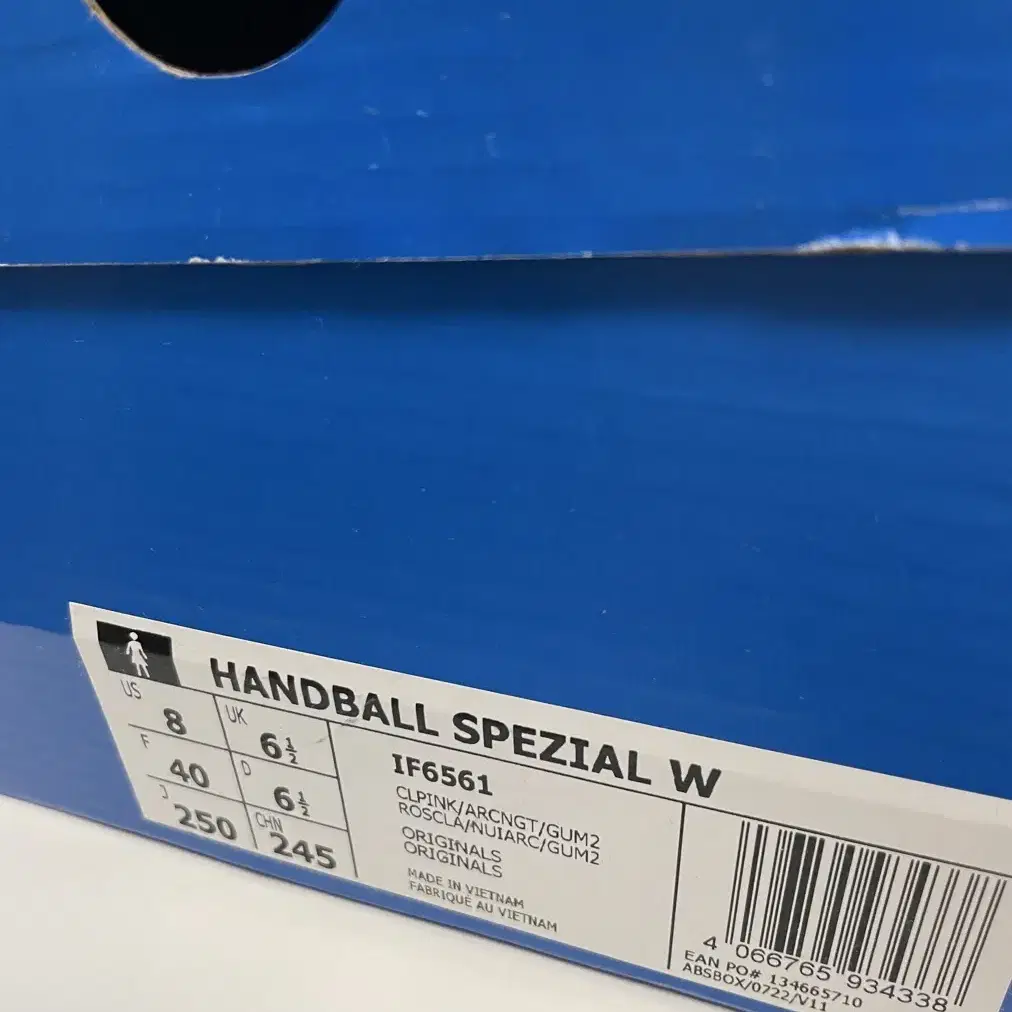 HANDBALL SPEZIAL W
US 8 UK 6½
F 40 D 6½
J 250 CHN 245
IF6561
CLPINK/ARCNGT/GUM2
ROSCLA/NUIARC/GUM2
ORIGINALS
ORIGINALS
MADE IN VIETNAM
FABRIQUÉ AU VIETNAM
4 066765 934338
EAN PO# 134665710
ABSBOX/0722/V11